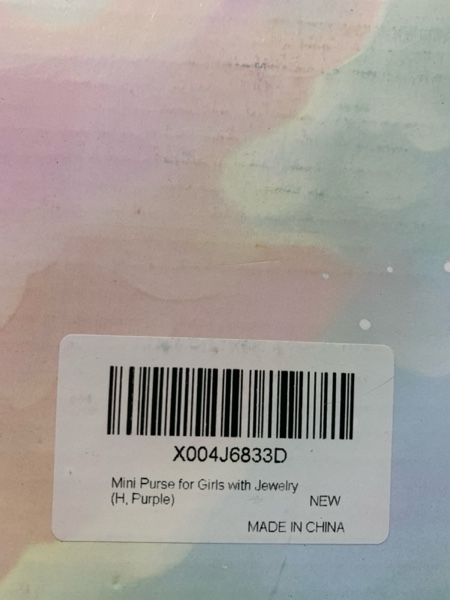 X004J6833D
Mini Purse for Girls with Jewelry
(H, Purple)
NEW
MADE IN CHINA